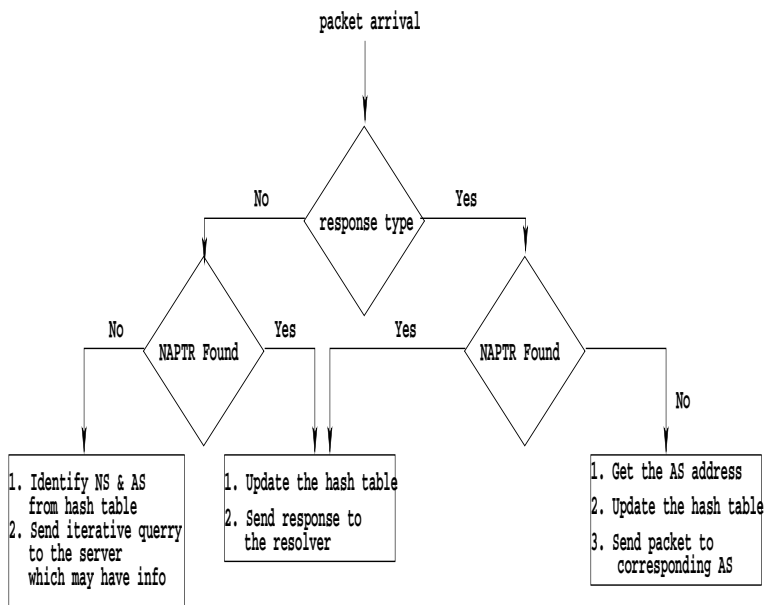 packet arrival
No
Yes
response type
No
Yes
Yes
NAPTR Found
NAPTR Found
No
1. Identify NS & AS
from hash table
2. Send iterative querry
to the server
which may have info
1. Update the hash table
2. Send response to
the resolver
1. Get the AS address
2. Update the hash table
3. Send packet to
corresponding AS